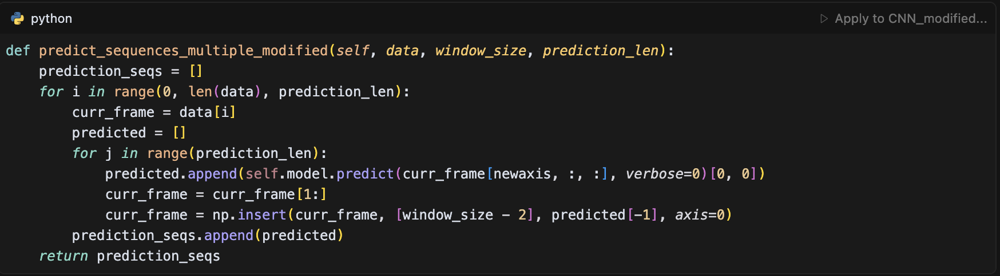 python
Apply to CNN_modified...
def predict_sequences_multiple_modified(self, data, window_size, prediction_len):
    prediction_seqs = []
    for i in range(0, len(data), prediction_len):
        curr_frame = data[i]
        predicted = []
        for j in range(prediction_len):
            predicted.append(self.model.predict(curr_frame[newaxis, :, :], verbose=0)[0, 0])
            curr_frame = curr_frame[1:]
            curr_frame = np.insert(curr_frame, [window_size - 2], predicted[-1], axis=0)
        prediction_seqs.append(predicted)
    return prediction_seqs